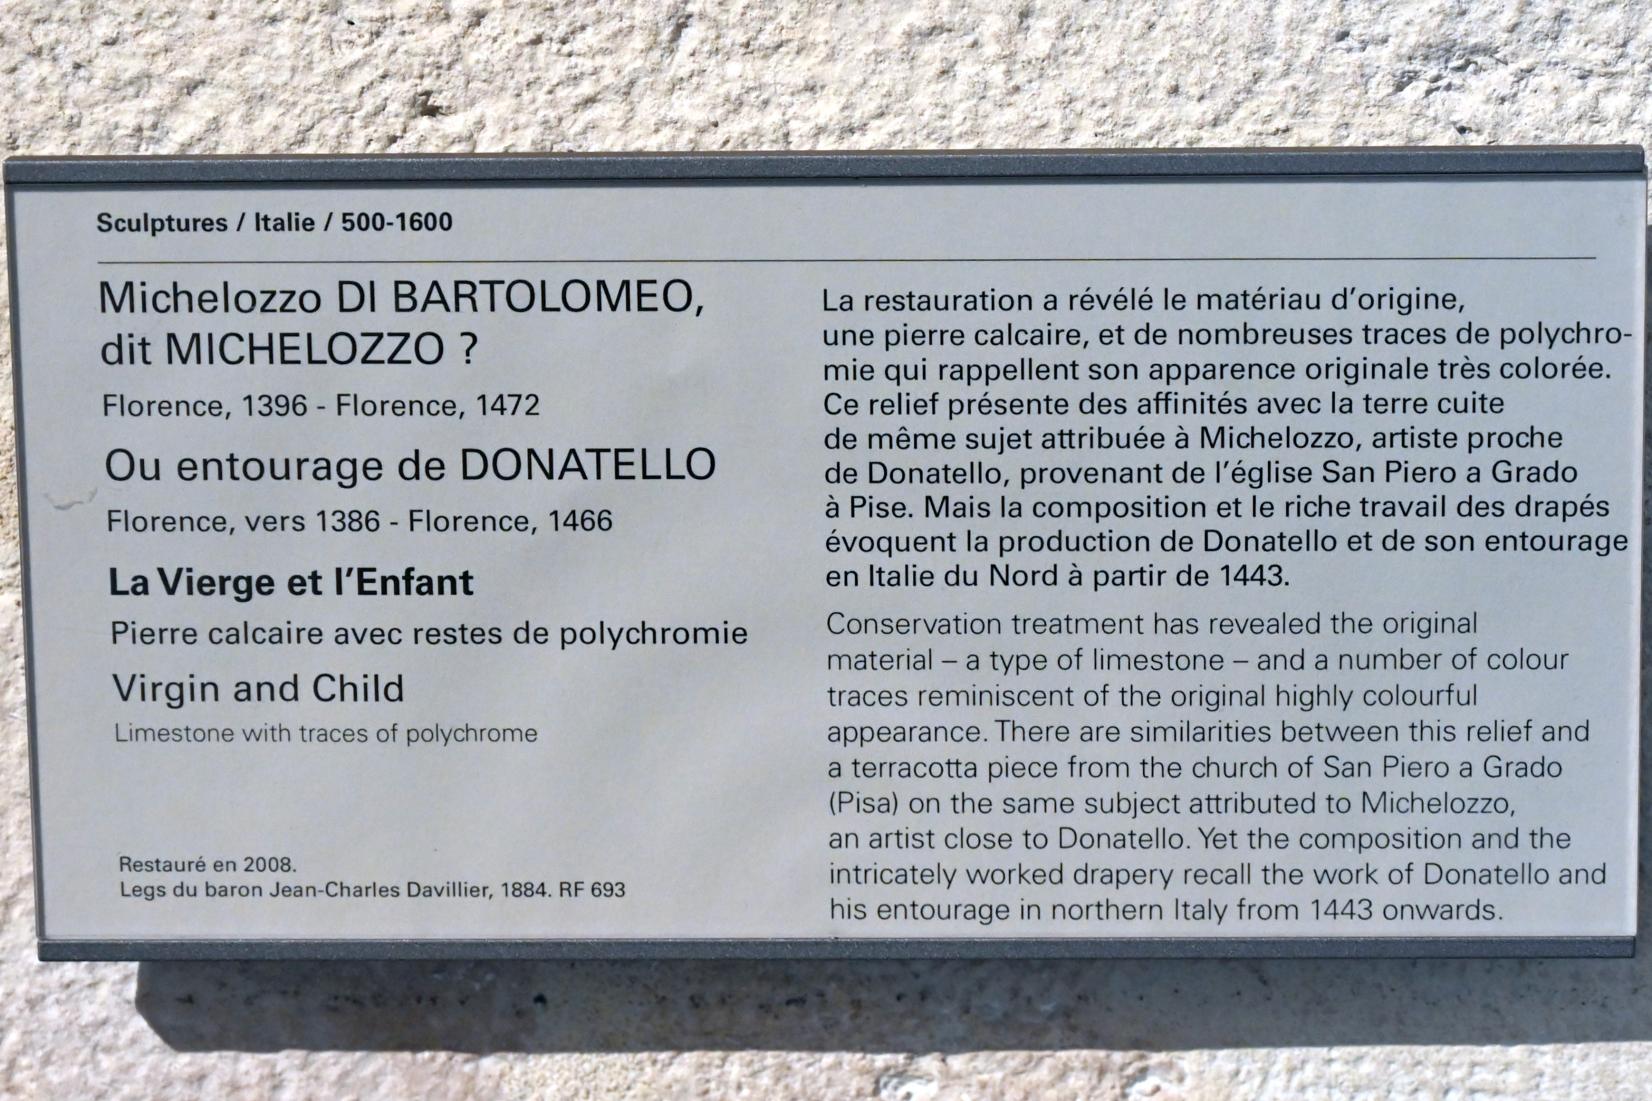 Sculptures / Italie / 500-1600
Michelozzo DI BARTOLOMEO,
dit MICHELOZZO ?
Florence, 1396 - Florence, 1472
Ou entourage de DONATELLO
Florence, vers 1386 - Florence, 1466
La Vierge et l'Enfant
Pierre calcaire avec restes de polychromie
Virgin and Child
Limestone with traces of polychrome
Restauré en 2008.
Legs du baron Jean-Charles Davillier, 1884. RF 693
La restauration a révélé le matériau d'origine,
une pierre calcaire, et de nombreuses traces de polychro-
mie qui rappellent son apparence originale très colorée.
Ce relief présente des affinités avec la terre cuite
de même sujet attribuée à Michelozzo, artiste proche
de Donatello, provenant de l'église San Piero a Grado
à Pise. Mais la composition et le riche travail des drapés
évoquent la production de Donatello et de son entourage
en Italie du Nord à partir de 1443.
Conservation treatment has revealed the original
material – a type of limestone – and a number of colour
traces reminiscent of the original highly colourful
appearance. There are similarities between this relief and
a terracotta piece from the church of San Piero a Grado
(Pisa) on the same subject attributed to Michelozzo,
an artist close to Donatello. Yet the composition and the
intricately worked drapery recall the work of Donatello and
his entourage in northern Italy from 1443 onwards.